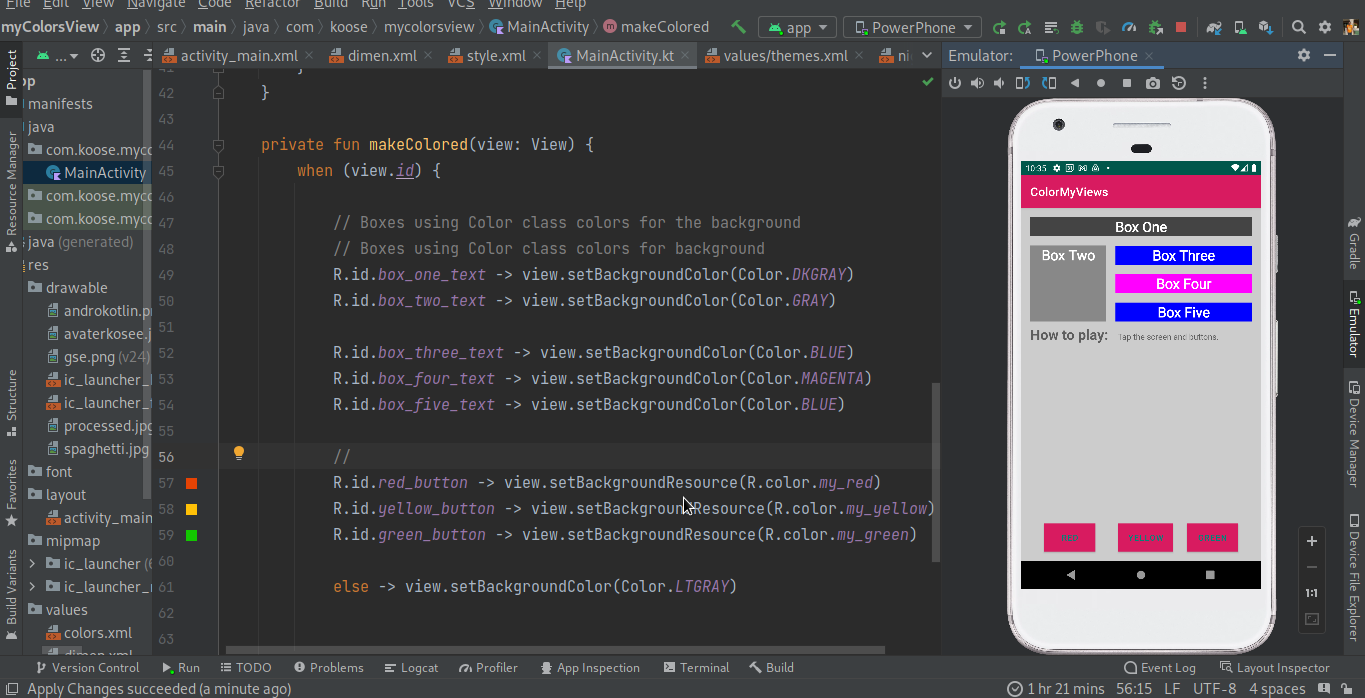 File Edit View Navigate Code Refactor Build Run Tools VCS Window Help
myColorsView app src main java com koose mycolorsview MainActivity makeColored app PowerPhone
Project ... activity_main.xml dimen.xml style.xml MainActivity.kt values/themes.xml Emulator: PowerPhone
manifests
java
com.koose.myco
MainActivity
com.koose.myco
com.koose.myco
java (generated)
res
drawable
androkotlin.p
avaterkosee.j
gse.png (v24)
ic_launcher_
ic_launcher_
processed.jpg
spaghetti.jpg
font
layout
activity_main
mipmap
ic_launcher
ic_launcher_
values
colors.xml
dimen.xml
Resource Manager
Structure
Favorites
Build Variants
41 }
42 }
43
44 private fun makeColored(view: View) {
45 when (view.id) {
46
47 // Boxes using Color class colors for the background
48 // Boxes using Color class colors for background
49 R.id.box_one_text -> view.setBackgroundColor(Color.DKGRAY)
50 R.id.box_two_text -> view.setBackgroundColor(Color.GRAY)
51
52 R.id.box_three_text -> view.setBackgroundColor(Color.BLUE)
53 R.id.box_four_text -> view.setBackgroundColor(Color.MAGENTA)
54 R.id.box_five_text -> view.setBackgroundColor(Color.BLUE)
55
56 //
57 R.id.red_button -> view.setBackgroundResource(R.color.my_red)
58 R.id.yellow_button -> view.setBackgroundResource(R.color.my_yellow)
59 R.id.green_button -> view.setBackgroundResource(R.color.my_green)
60
61 else -> view.setBackgroundColor(Color.LTGRAY)
62
63
10:35
ColorMyViews
Box One
Box Two
Box Three
Box Four
Box Five
How to play: Tap the screen and buttons.
RED YELLOW GREEN
1:1
Gradle
Emulator
Device Manager
Device File Explorer
Version Control Run TODO Problems Logcat Profiler App Inspection Terminal Build Event Log Layout Inspector
Apply Changes succeeded (a minute ago) 1 hr 21 mins 56:15 LF UTF-8 4 spaces